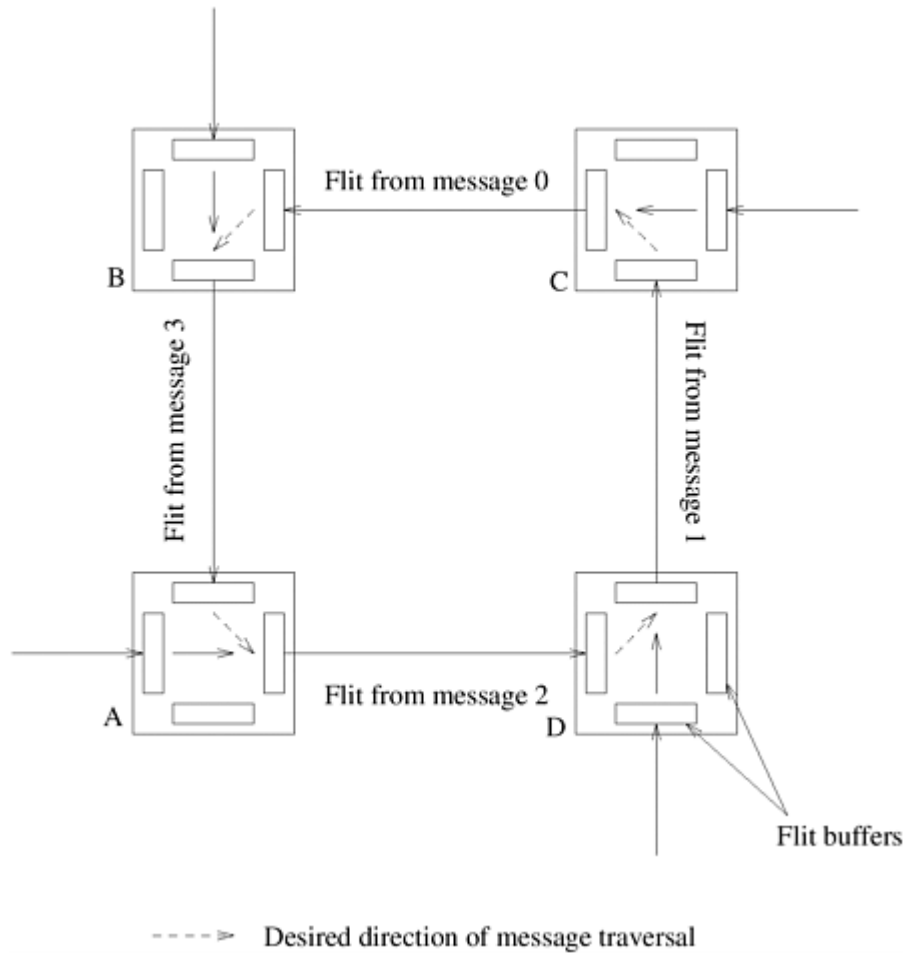 Flit from message 0
B
C
Flit from message 3
Flit from message 1
A
Flit from message 2
D
Flit buffers
Desired direction of message traversal